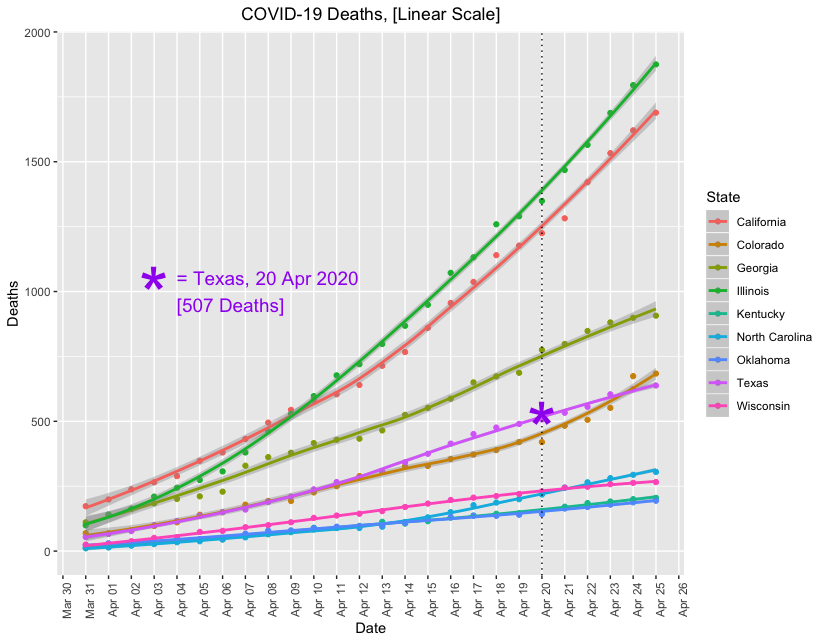 COVID-19 Deaths, [Linear Scale]
2000
1500
1000
500
0
Deaths
* = Texas, 20 Apr 2020
[507 Deaths]
*
Mar 30
Mar 31
Apr 01
Apr 02
Apr 03
Apr 04
Apr 05
Apr 06
Apr 07
Apr 08
Apr 09
Apr 10
Apr 11
Apr 12
Apr 13
Apr 14
Apr 15
Apr 16
Apr 17
Apr 18
Apr 19
Apr 20
Apr 21
Apr 22
Apr 23
Apr 24
Apr 25
Apr 26
Date
State
California
Colorado
Georgia
Illinois
Kentucky
North Carolina
Oklahoma
Texas
Wisconsin